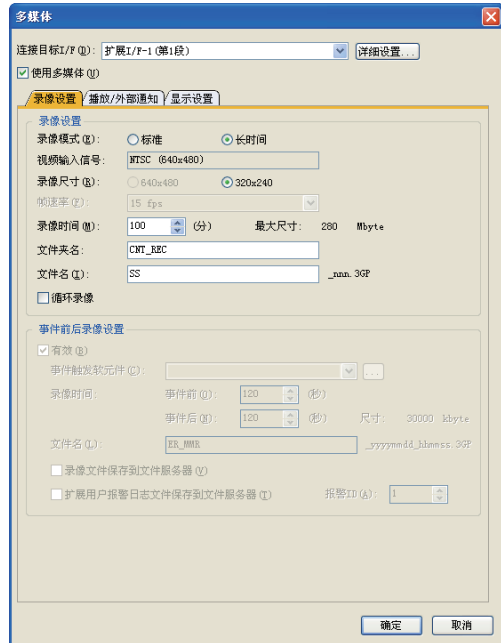 多媒体
连接目标I/F(D): 扩展I/F-1(第1段) 详细设置...
使用多媒体(U)
录像设置 播放/外部通知 显示设置
录像设置
录像模式(E): 标准 长时间
视频输入信号: NTSC (640x480)
录像尺寸(R): 640x480 320x240
帧速率(F): 15 fps
录像时间(M): 100 (分) 最大尺寸: 280 Mbyte
文件夹名: CNT_REC
文件名(I): SS _nnn.3GP
循环录像
事件前后录像设置
有效(B)
事件触发软元件(C): ...
录像时间: 事件前(O): 120 (秒)
事件后(N): 120 (秒) 尺寸: 30000 kbyte
文件名(L): ER_MMR _yyyymmdd_hhmmss.3GP
录像文件保存到文件服务器(V)
扩展用户报警日志文件保存到文件服务器(T) 报警ID(A): 1
确定 取消